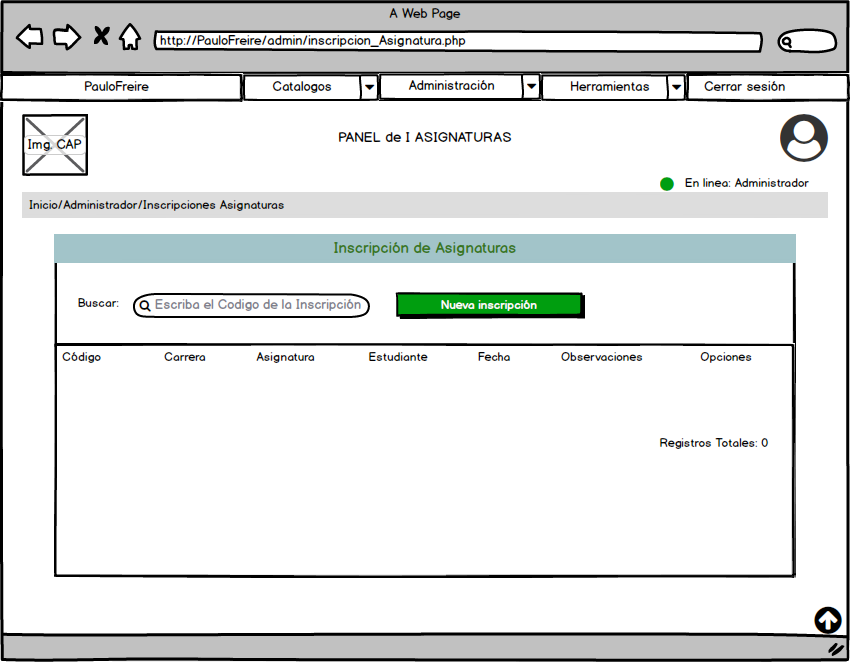 A Web Page
http://PauloFreire/admin/inscripcion_Asignatura.php
PauloFreire Catalogos Administración Herramientas Cerrar sesión
Img. CAP
PANEL de I ASIGNATURAS
En linea: Administrador
Inicio/Administrador/Inscripciones Asignaturas
Inscripción de Asignaturas
Buscar: Escriba el Codigo de la Inscripción Nueva inscripción
Código Carrera Asignatura Estudiante Fecha Observaciones Opciones
Registros Totales: 0